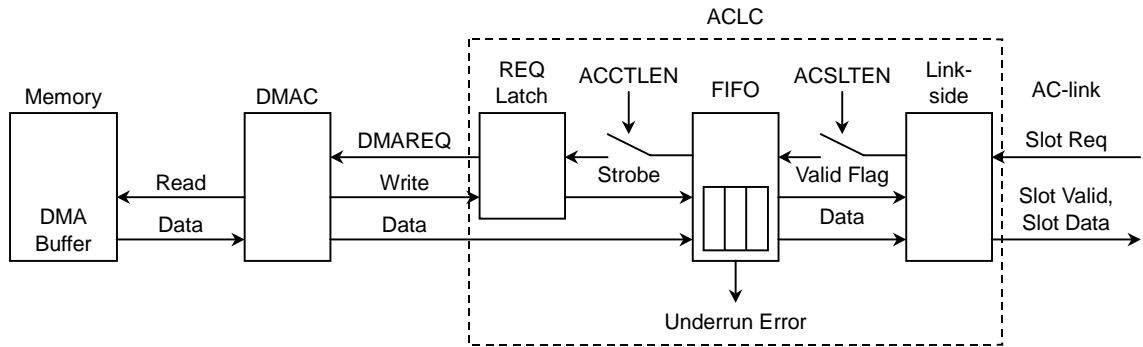 ACLC
REQ
Latch
ACCTLEN
FIFO
ACSLTEN
Link-
side
Memory
DMAC
AC-link
DMAREQ
Slot Req
Read
Write
Strobe
Valid Flag
DMA
Buffer
Data
Data
Data
Slot Valid,
Slot Data
Underrun Error